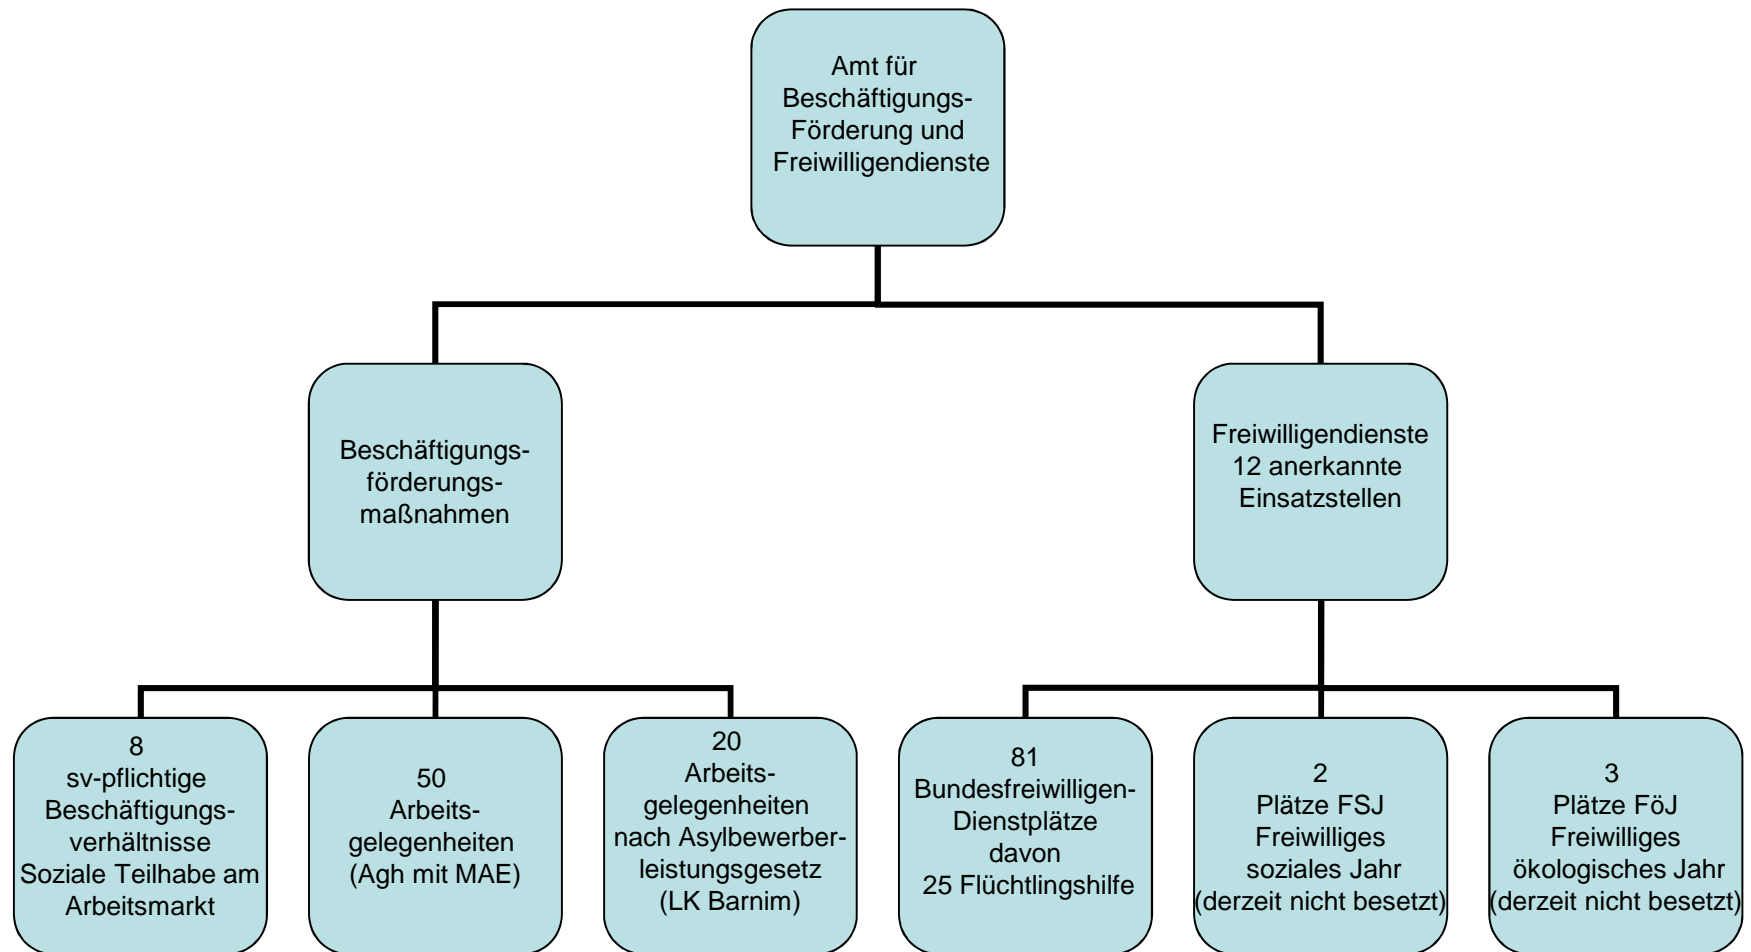 Amt für
Beschäftigungs-
Förderung und
Freiwilligendienste
Beschäftigungs-
förderungs-
maßnahmen
Freiwilligendienste
12 anerkannte
Einsatzstellen
8
sv-pflichtige
Beschäftigungs-
verhältnisse
Soziale Teilhabe am
Arbeitsmarkt
50
Arbeits-
gelegenheiten
(Agh mit MAE)
20
Arbeits-
gelegenheiten
nach Asylbewerber-
leistungsgesetz
(LK Barnim)
81
Bundesfreiwilligen-
Dienstplätze
davon
25 Flüchtlingshilfe
2
Plätze FSJ
Freiwilliges
soziales Jahr
(derzeit nicht besetzt)
3
Plätze FöJ
Freiwilliges
ökologisches Jahr
(derzeit nicht besetzt)